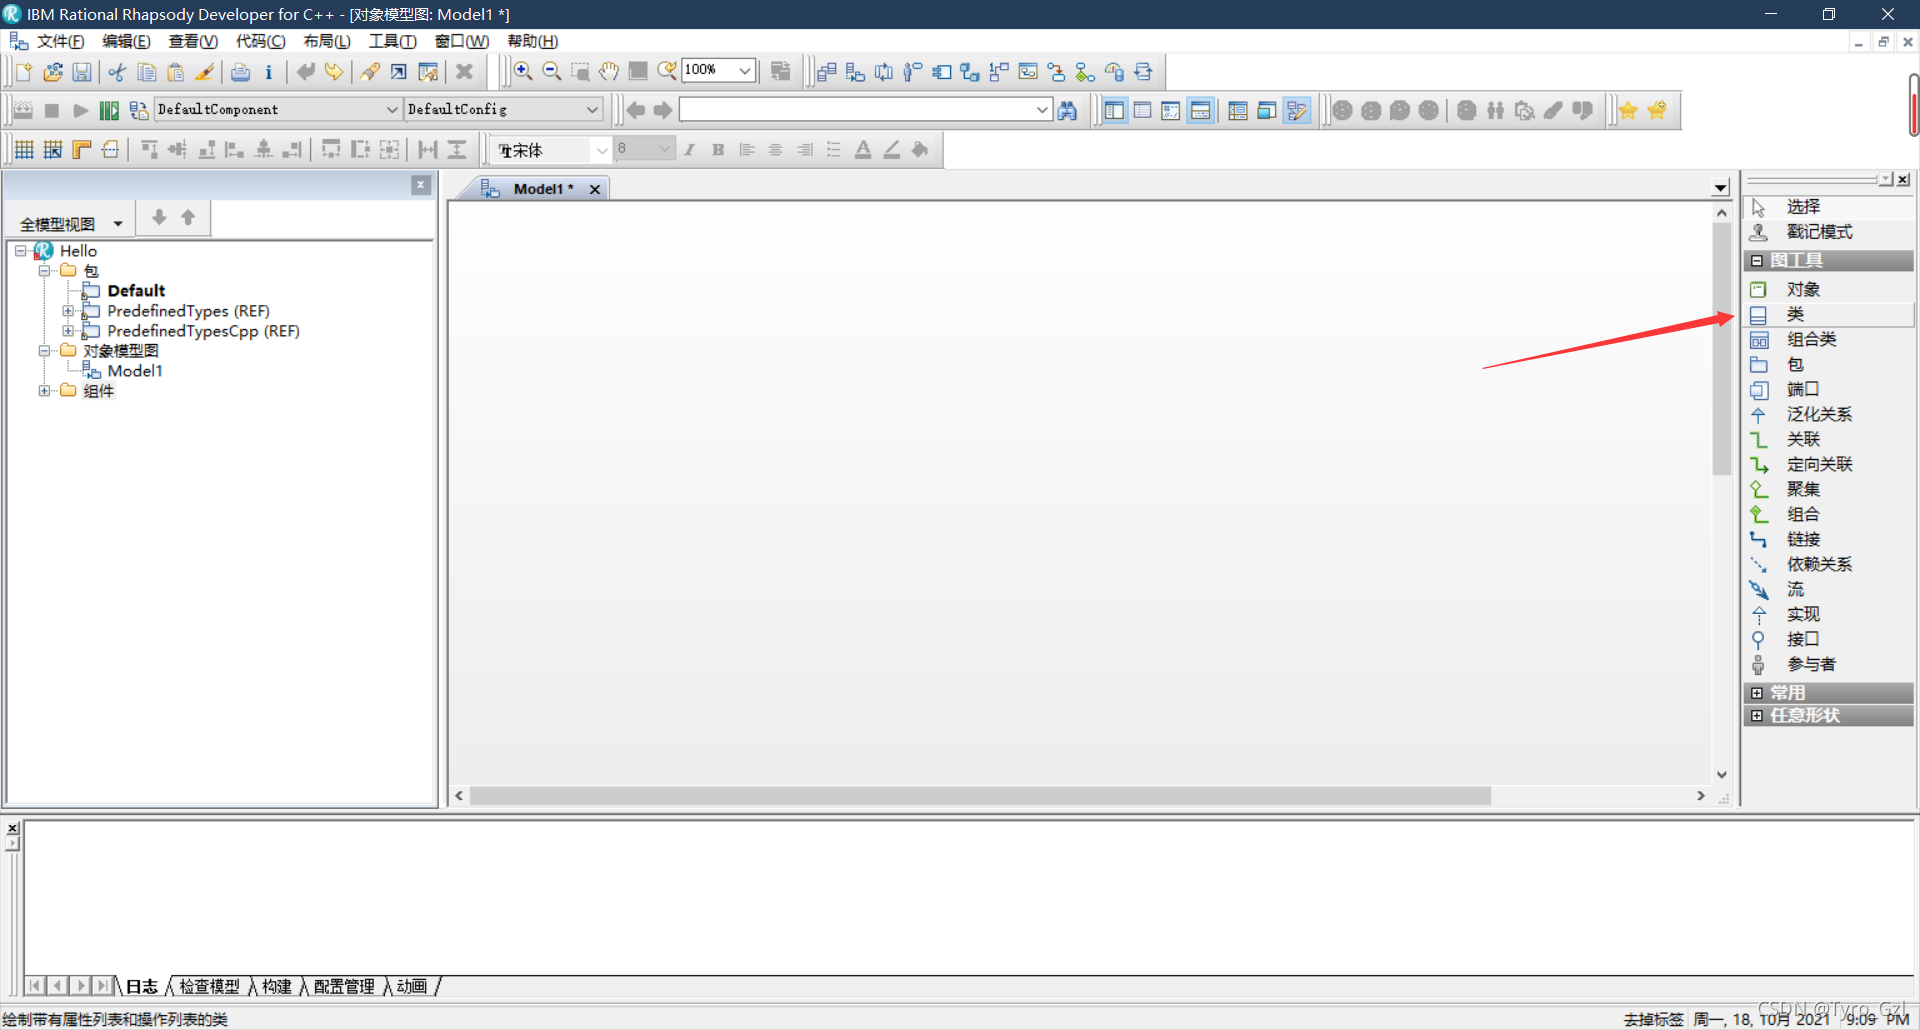 IBM Rational Rhapsody Developer for C++ - [对象模型图: Model1 *]
文件(F) 编辑(E) 查看(V) 代码(C) 布局(L) 工具(T) 窗口(W) 帮助(H)
100%
DefaultComponent DefaultConfig
宋体 8
Model1 *
全模型视图
Hello
包
Default
PredefinedTypes (REF)
PredefinedTypesCpp (REF)
对象模型图
Model1
组件
选择
戳记模式
图工具
对象
类
组合类
包
端口
泛化关系
关联
定向关联
聚集
组合
链接
依赖关系
流
实现
接口
参与者
常用
任意形状
日志 检查模型 构建 配置管理 动画
绘制带有属性列表和操作列表的类
去掉标签 周一, 18, 10月 2021 9:09 PM
CSDN @Tyro_Gzl